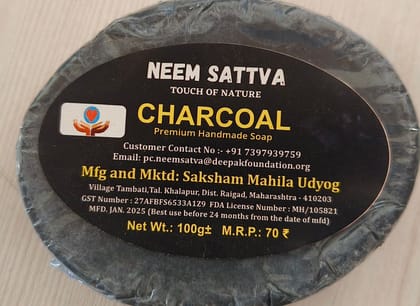 NEEM SATTVA
TOUCH OF NATURE
CHARCOAL
Premium Handmade Soap
Customer Contact No :- +91 7397939759
Email: pc.neemsatva@deepakfoundation.org
Mfg and Mktd: Saksham Mahila Udyog
Village Tambati,Tal. Khalapur, Dist. Raigad, Maharashtra - 410203
GST Number : 27AFBFS6533A1Z9 FDA License Number : MH/105821
MFD. JAN. 2025 (Best use before 24 months from the date of mfd)
Net Wt.: 100g± M.R.P.: 70 ₹